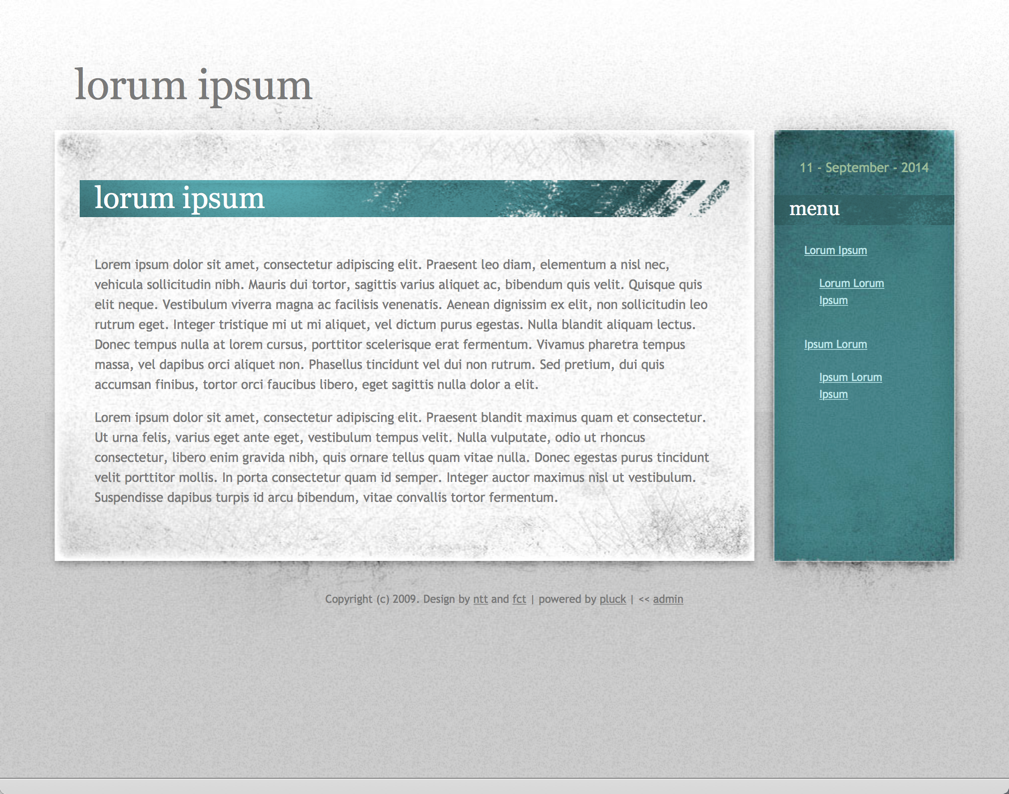 lorum ipsum
lorum ipsum
Lorem ipsum dolor sit amet, consectetur adipiscing elit. Praesent leo diam, elementum a nisl nec,
vehicula sollicitudin nibh. Mauris dui tortor, sagittis varius aliquet ac, bibendum quis velit. Quisque quis
elit neque. Vestibulum viverra magna ac facilisis venenatis. Aenean dignissim ex elit, non sollicitudin leo
rutrum eget. Integer tristique mi ut mi aliquet, vel dictum purus egestas. Nulla blandit aliquam lectus.
Donec tempus nulla at lorem cursus, porttitor scelerisque erat fermentum. Vivamus pharetra tempus
massa, vel dapibus orci aliquet non. Phasellus tincidunt vel dui non rutrum. Sed pretium, dui quis
accumsan finibus, tortor orci faucibus libero, eget sagittis nulla dolor a elit.
Lorem ipsum dolor sit amet, consectetur adipiscing elit. Praesent blandit maximus quam et consectetur.
Ut urna felis, varius eget ante eget, vestibulum tempus velit. Nulla vulputate, odio ut rhoncus
consectetur, libero enim gravida nibh, quis ornare tellus quam vitae nulla. Donec egestas purus tincidunt
velit porttitor mollis. In porta consectetur quam id semper. Integer auctor maximus nisl ut vestibulum.
Suspendisse dapibus turpis id arcu bibendum, vitae convallis tortor fermentum.
11 - September - 2014
menu
Lorum Ipsum
Lorum Lorum
Ipsum
Ipsum Lorum
Ipsum Lorum
Ipsum
Copyright (c) 2009. Design by ntt and fct | powered by pluck | << admin